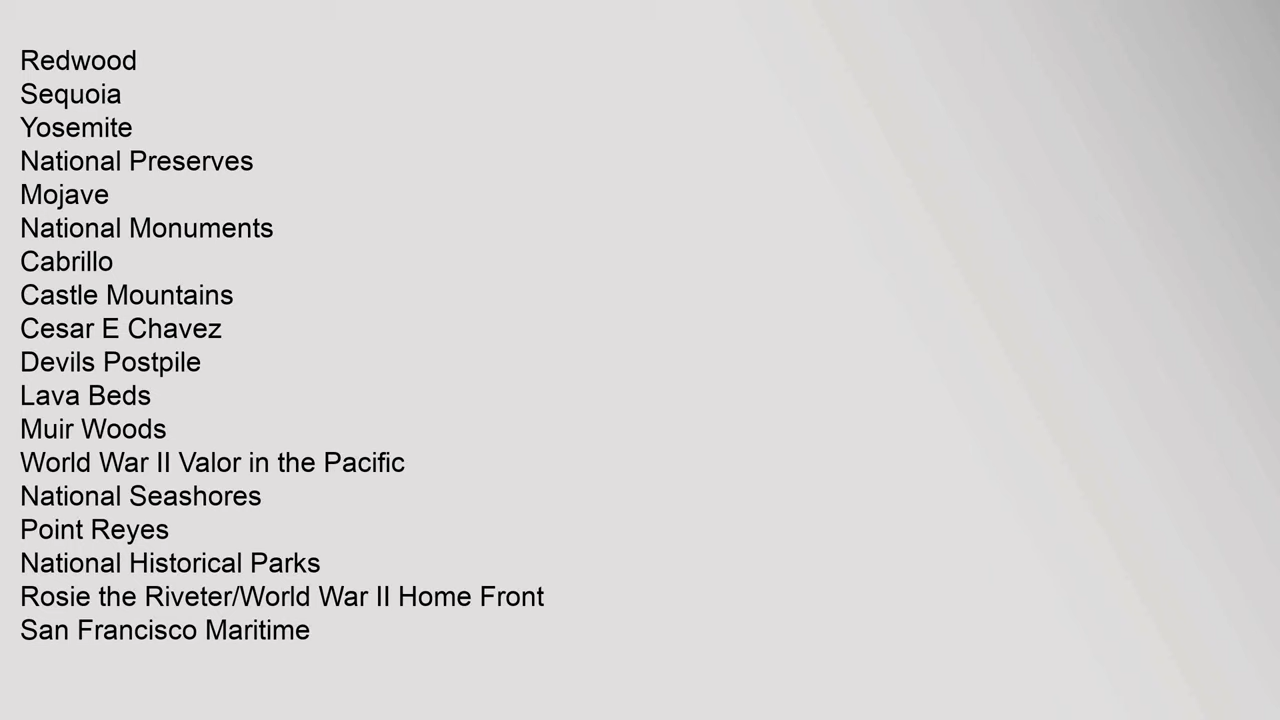 Redwood
Sequoia
Yosemite
National Preserves
Mojave
National Monuments
Cabrillo
Castle Mountains
Cesar E Chavez
Devils Postpile
Lava Beds
Muir Woods
World War II Valor in the Pacific
National Seashores
Point Reyes
National Historical Parks
Rosie the Riveter/World War II Home Front
San Francisco Maritime